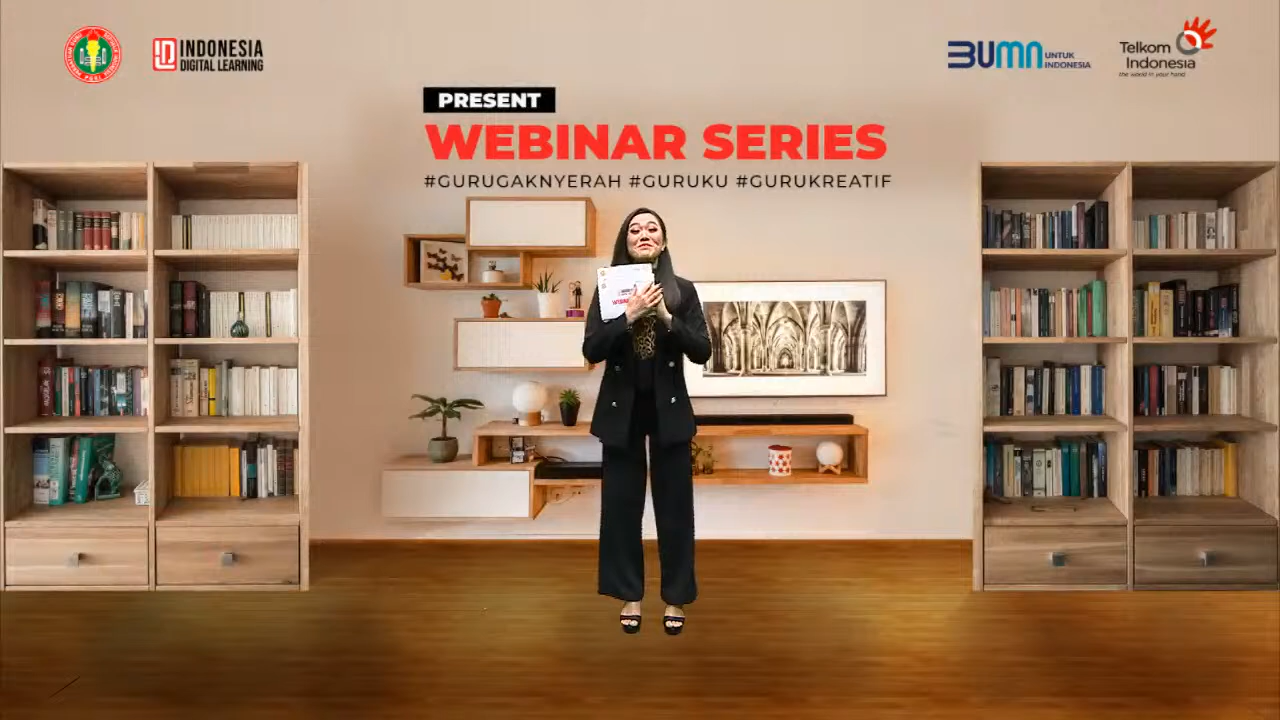 INDONESIA
DIGITAL LEARNING
BUMN
UNTUK
INDONESIA
Telkom
Indonesia
the world in your hand
PRESENT
WEBINAR SERIES
#GURUGAKNYERAH #GURUKU #GURUKREATIF
WEBINAR